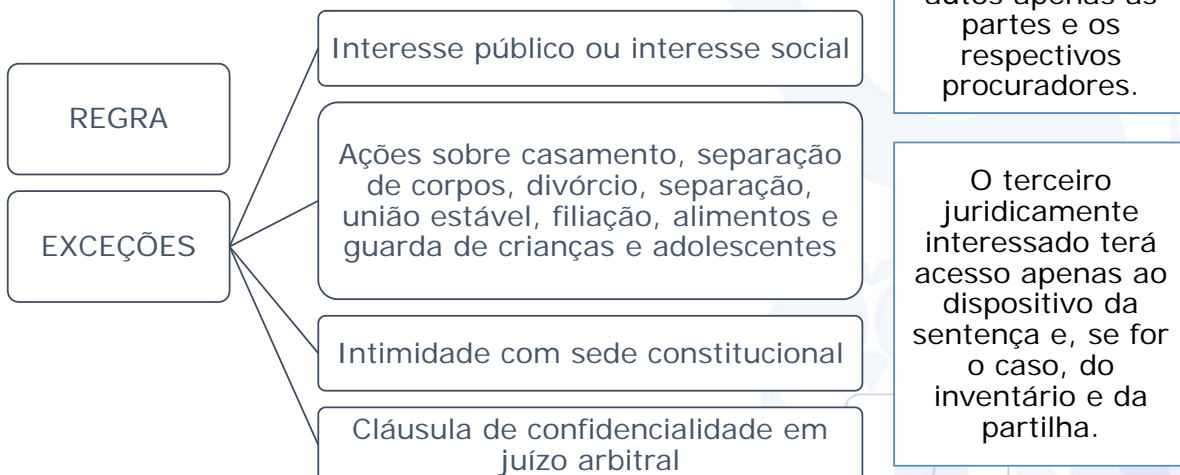 REGRA
EXCEÇÕES
Interesse público ou interesse social
Ações sobre casamento, separação
de corpos, divórcio, separação,
união estável, filiação, alimentos e
guarda de crianças e adolescentes
Intimidade com sede constitucional
Cláusula de confidencialidade em
juízo arbitral
autos apenas as
partes e os
respectivos
procuradores.
O terceiro
juridicamente
interessado terá
acesso apenas ao
dispositivo da
sentença e, se for
o caso, do
inventário e da
partilha.